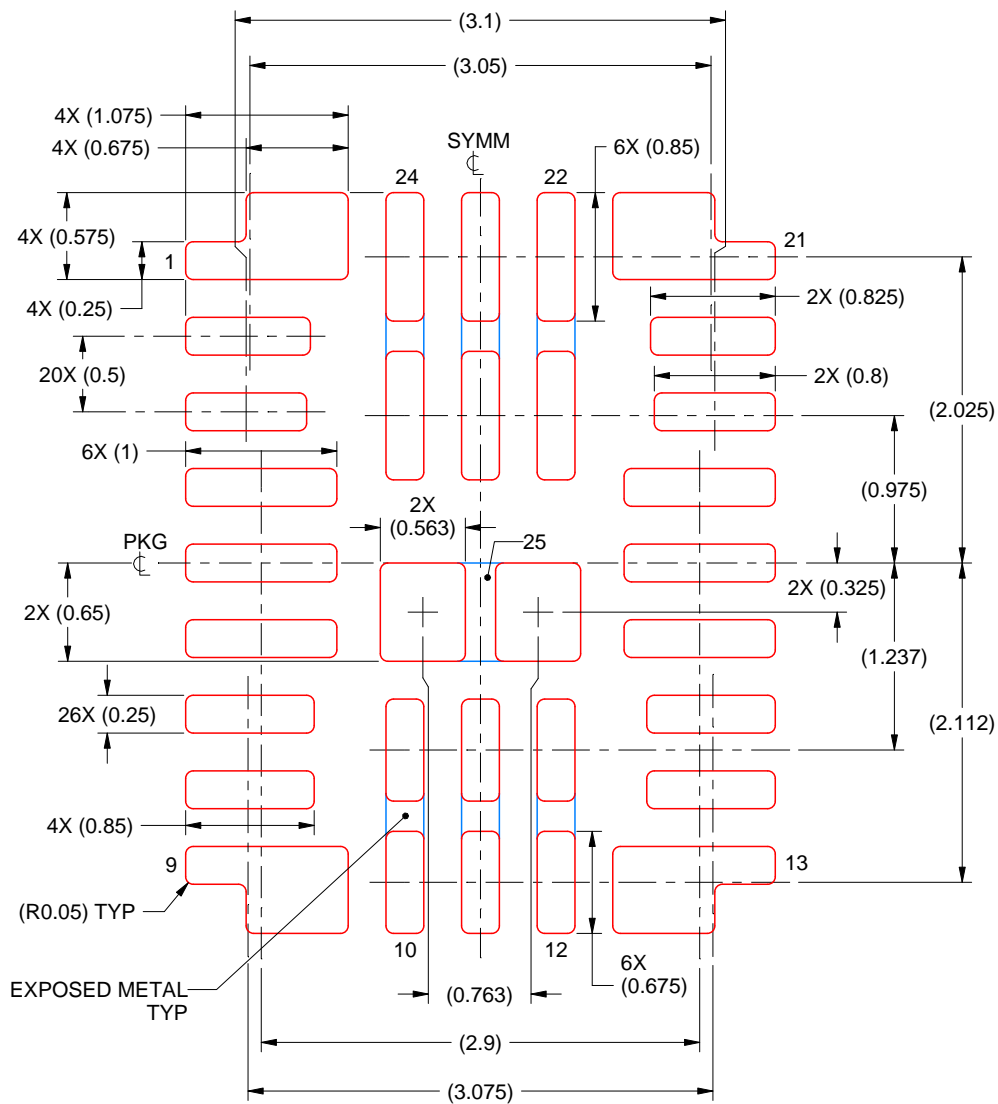 (3.1)
(3.05)
4X (1.075)
4X (0.675)
SYMM
6X (0.85)
24
22
4X (0.575)
1
21
4X (0.25)
2X (0.825)
20X (0.5)
2X (0.8)
(2.025)
6X (1)
(0.975)
2X
(0.563)
PKG
25
2X (0.325)
2X (0.65)
(1.237)
26X (0.25)
(2.112)
4X (0.85)
9
13
(R0.05) TYP
10
12
EXPOSED METAL
TYP
6X
(0.675)
(0.763)
(2.9)
(3.075)